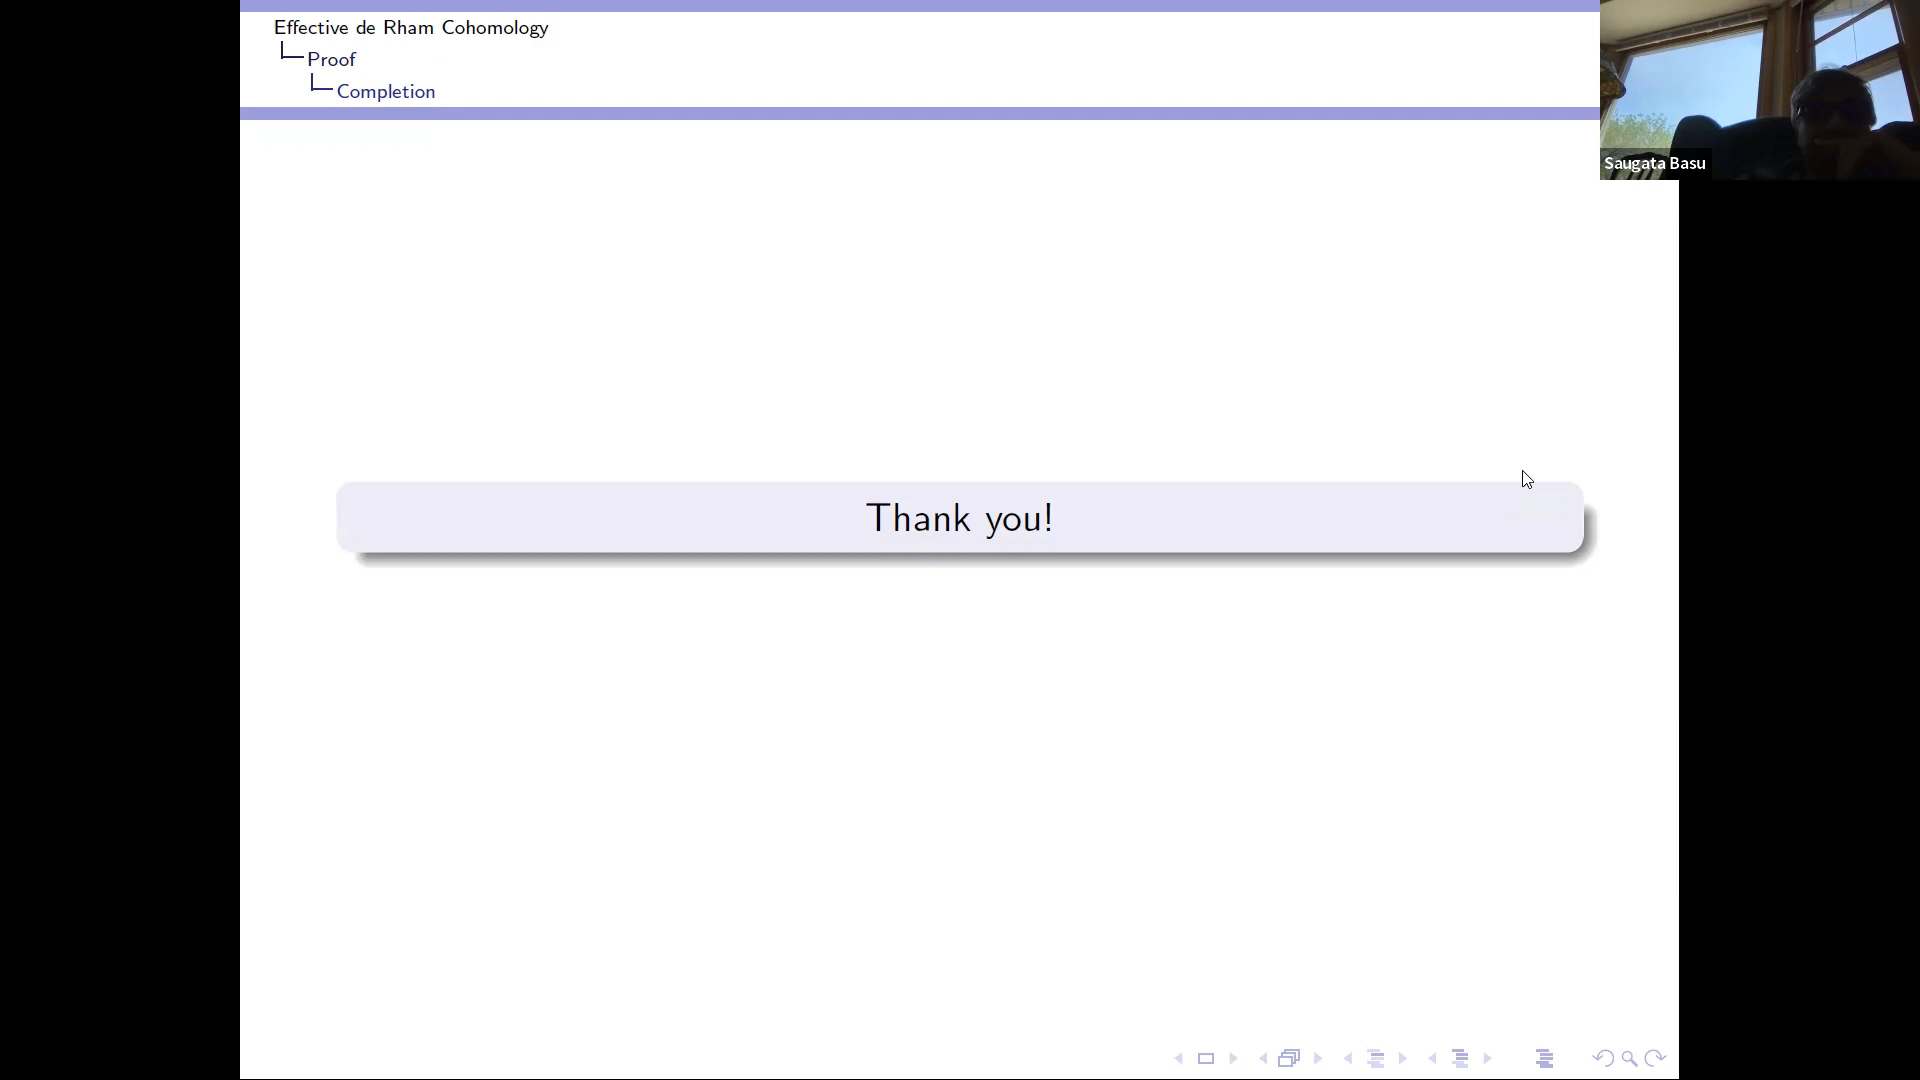 Effective de Rham Cohomology
Proof
Completion
Saugata Basu
Thank you!